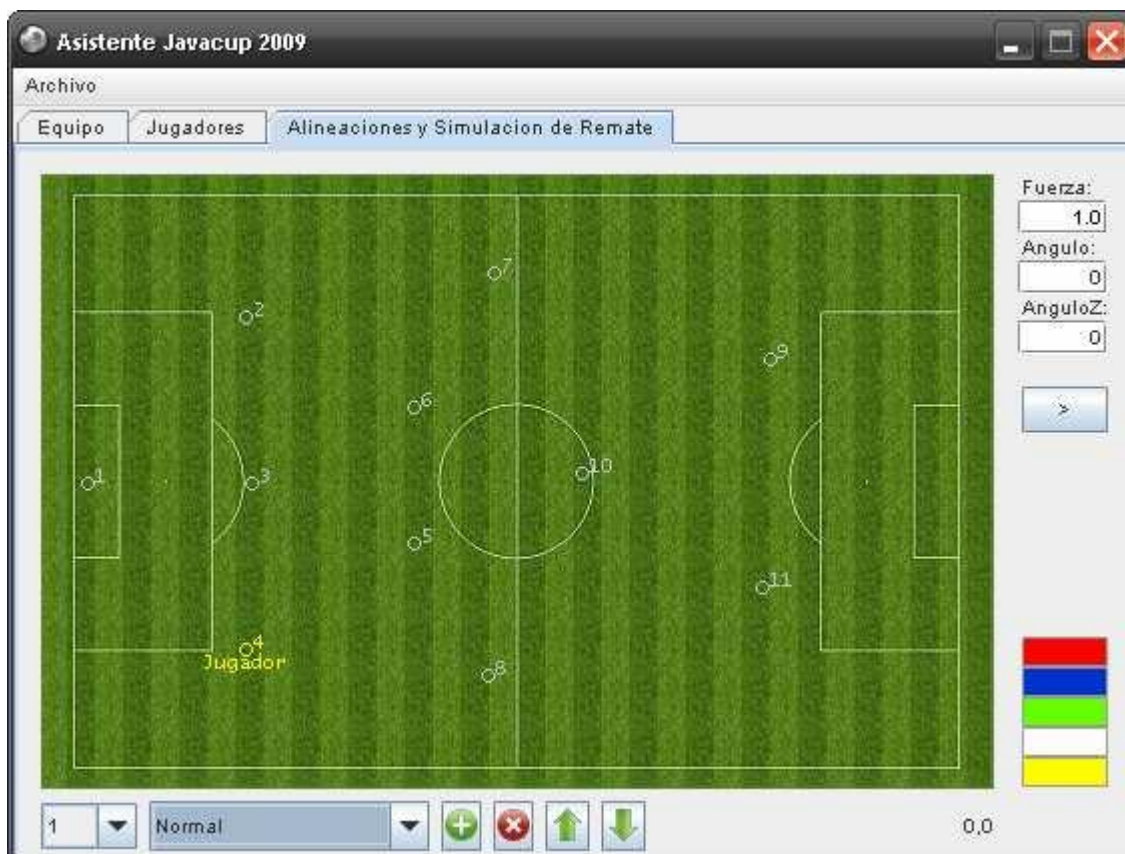 Asistente Javacup 2009
Archivo
Equipo
Jugadores
Alineaciones y Simulacion de Remate
Fuerza:
1.0
Angulo:
0
AnguloZ:
0
>
7
2
9
6
10
1
3
5
11
4
Jugador
8
1
Normal
0,0